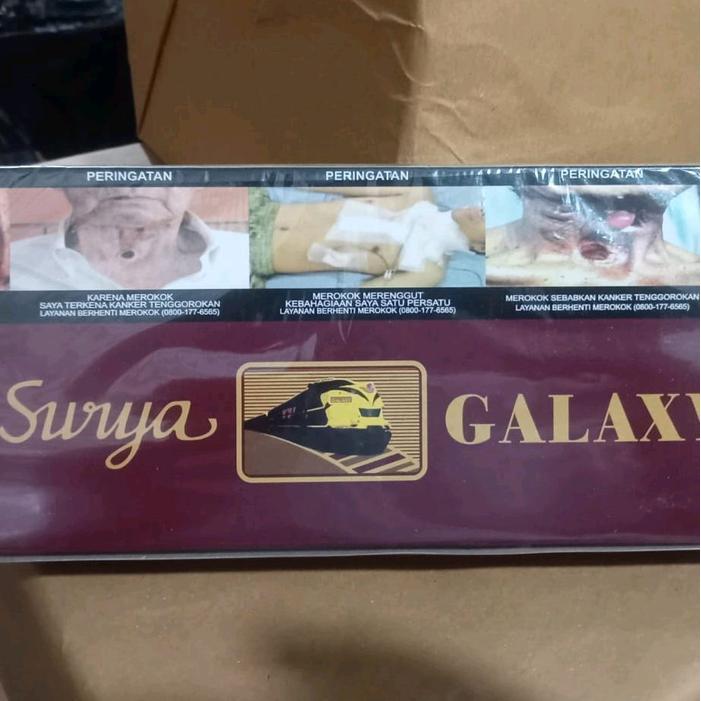 PERINGATAN
KARENA MEROKOK
SAYA TERKENA KANKER TENGGOROKAN
LAYANAN BERHENTI MEROKOK (0800-177-6565)
PERINGATAN
MEROKOK MERENGGUT
KEBAHAGIAAN SAYA SATU PERSATU
LAYANAN BERHENTI MEROKOK (0800-177-6565)
PERINGATAN
MEROKOK SEBABKAN KANKER TENGGOROKAN
LAYANAN BERHENTI MEROKOK (0800-177-6565)
Surya
GALAXY